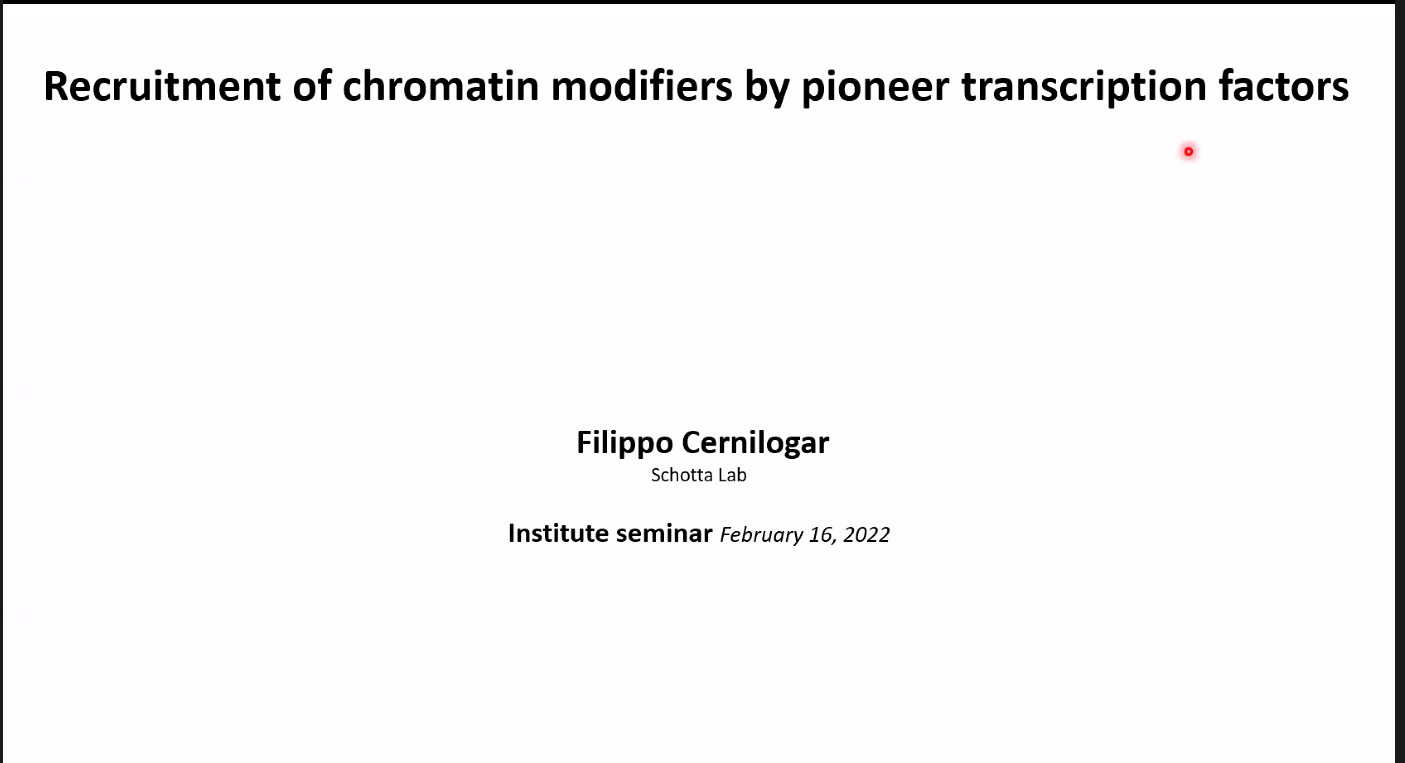 Recruitment of chromatin modifiers by pioneer transcription factors
Filippo Cernilogar
Schotta Lab
Institute seminar February 16, 2022